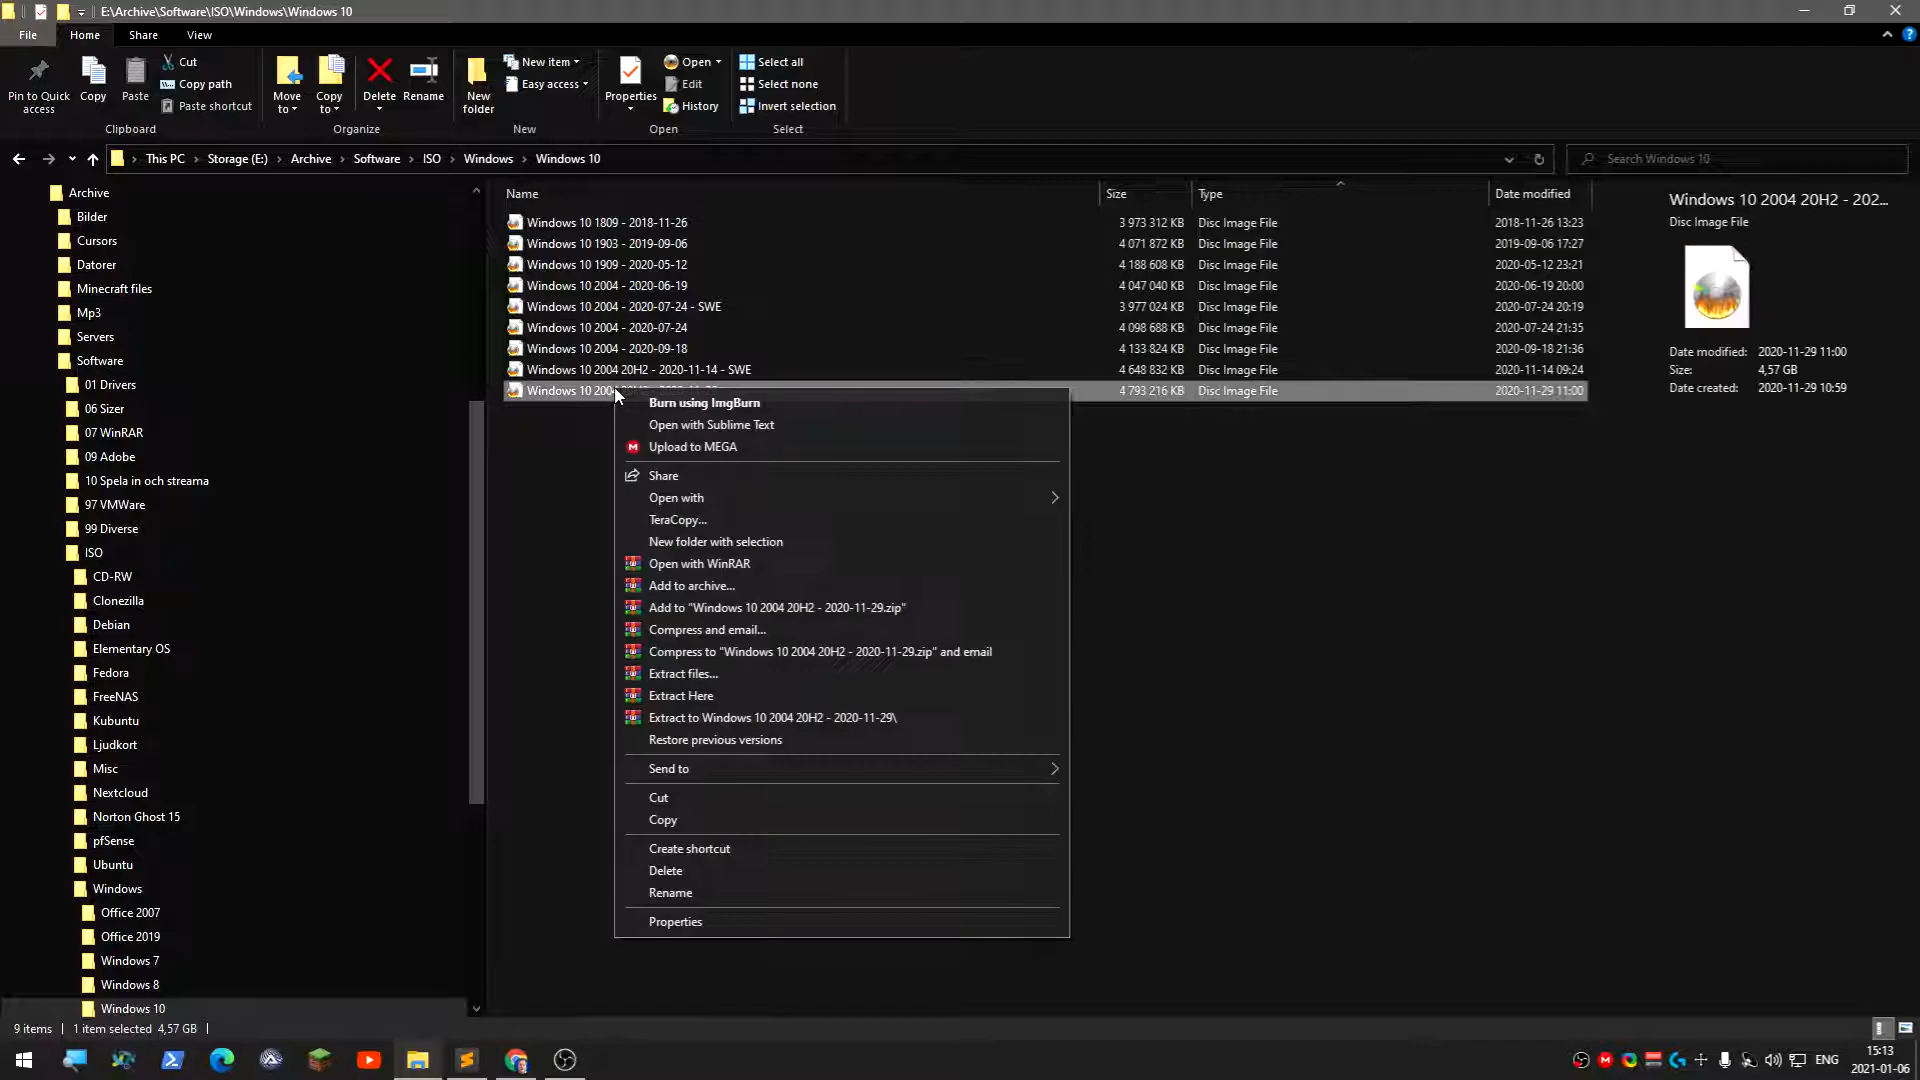 E:\Archive\Software\ISO\Windows\Windows 10
File Home Share View
Pin to Quick access
Copy
Paste
Cut
Copy path
Paste shortcut
Clipboard
Move to
Copy to
Delete
Rename
Organize
New folder
New item
Easy access
New
Properties
Open
Edit
History
Open
Select all
Select none
Invert selection
Select
This PC › Storage (E:) › Archive › Software › ISO › Windows › Windows 10
Search Windows 10
Archive
Bilder
Cursors
Datorer
Minecraft files
Mp3
Servers
Software
01 Drivers
06 Sizer
07 WinRAR
09 Adobe
10 Spela in och streama
97 VMWare
99 Diverse
ISO
CD-RW
Clonezilla
Debian
Elementary OS
Fedora
FreeNAS
Kubuntu
Ljudkort
Misc
Nextcloud
Norton Ghost 15
pfSense
Ubuntu
Windows
Office 2007
Office 2019
Windows 7
Windows 8
Windows 10
Name Size Type Date modified
Windows 10 1809 - 2018-11-26 3 973 312 KB Disc Image File 2018-11-26 13:23
Windows 10 1903 - 2019-09-06 4 071 872 KB Disc Image File 2019-09-06 17:27
Windows 10 1909 - 2020-05-12 4 188 608 KB Disc Image File 2020-05-12 23:21
Windows 10 2004 - 2020-06-19 4 047 040 KB Disc Image File 2020-06-19 20:00
Windows 10 2004 - 2020-07-24 - SWE 3 977 024 KB Disc Image File 2020-07-24 20:19
Windows 10 2004 - 2020-07-24 4 098 688 KB Disc Image File 2020-07-24 21:35
Windows 10 2004 - 2020-09-18 4 133 824 KB Disc Image File 2020-09-18 21:36
Windows 10 2004 20H2 - 2020-11-14 - SWE 4 648 832 KB Disc Image File 2020-11-14 09:24
Windows 10 2004 4 793 216 KB Disc Image File 2020-11-29 11:00
Burn using ImgBurn
Open with Sublime Text
Upload to MEGA
Share
Open with
TeraCopy...
New folder with selection
Open with WinRAR
Add to archive...
Add to "Windows 10 2004 20H2 - 2020-11-29.zip"
Compress and email...
Compress to "Windows 10 2004 20H2 - 2020-11-29.zip" and email
Extract files...
Extract Here
Extract to Windows 10 2004 20H2 - 2020-11-29\
Restore previous versions
Send to
Cut
Copy
Create shortcut
Delete
Rename
Properties
Windows 10 2004 20H2 - 202...
Disc Image File
Date modified: 2020-11-29 11:00
Size: 4,57 GB
Date created: 2020-11-29 10:59
9 items 1 item selected 4,57 GB
ENG
15:13
2021-01-06